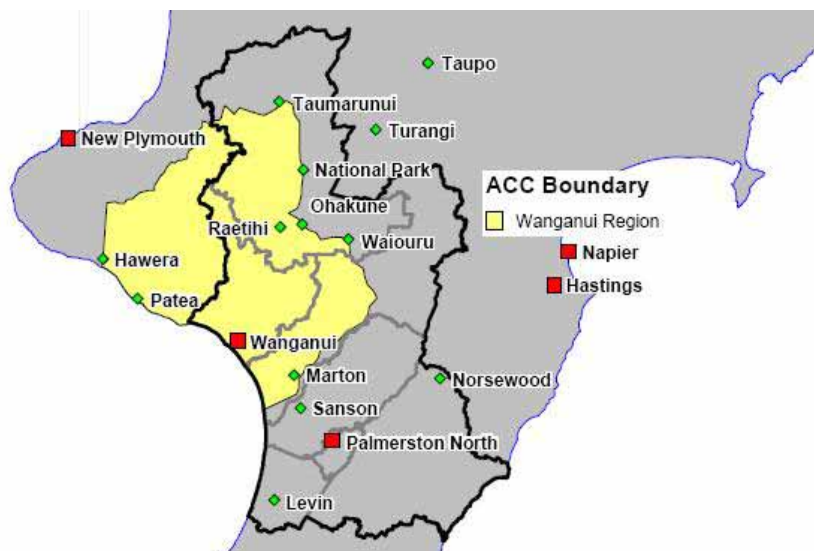 Taupo
Taumarunui
Turangi
New Plymouth
National Park
ACC Boundary
Wanganui Region
Ohakune
Raetihi
Waiouru
Napier
Hawera
Hastings
Patea
Wanganui
Marton
Norsewood
Sanson
Palmerston North
Levin